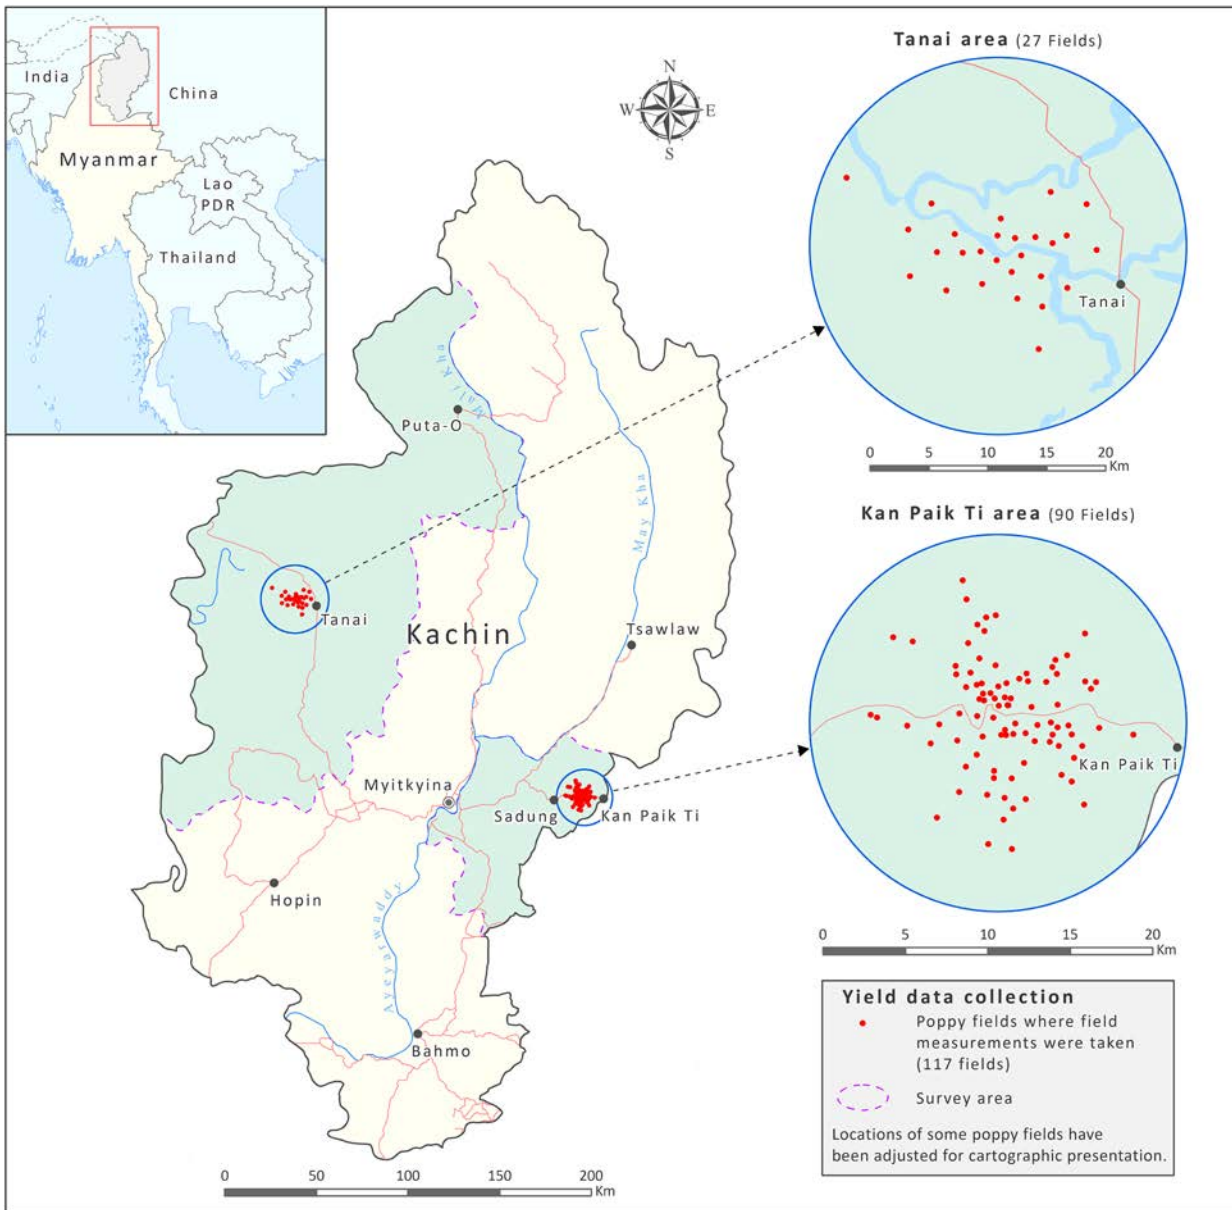 India
China
Myanmar
Lao
PDR
Thailand
N
W
E
S
Tanai area (27 Fields)
Tanai
0 5 10 15 20
Km
Kan Paik Ti area (90 Fields)
Kan Paik Ti
0 5 10 15 20
Km
Mali Kha
Puta-O
May Kha
Tanai
Kachin
Tsawlaw
Myitkyina
Sadung
Kan Paik Ti
Hopin
Ayeyarwaddy
Bahmo
0 50 100 150 200
Km
Yield data collection
Poppy fields where field
measurements were taken
(117 fields)
Survey area
Locations of some poppy fields have
been adjusted for cartographic presentation.